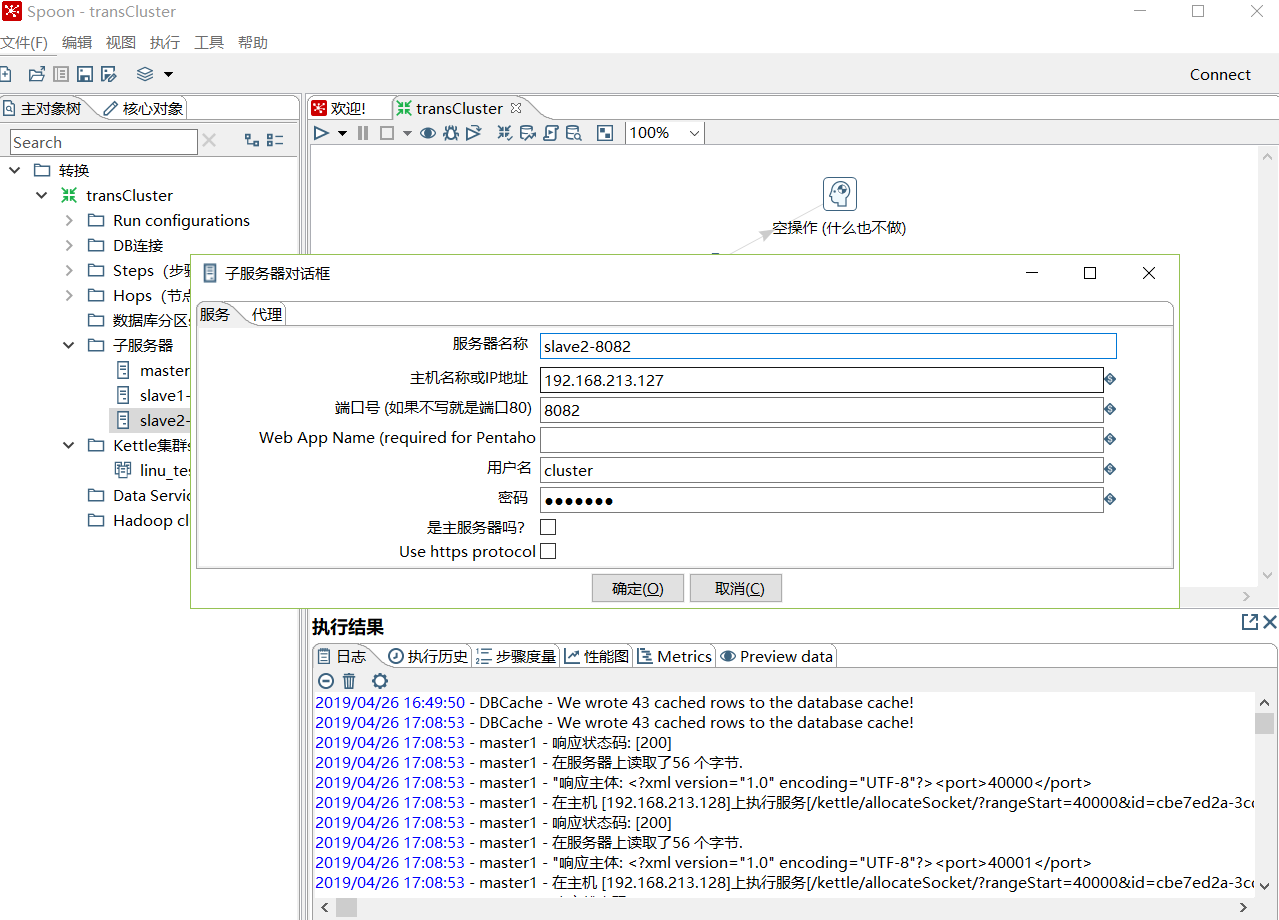 Spoon - transCluster
文件(F) 编辑 视图 执行 工具 帮助
Connect
主对象树 核心对象
Search
转换
transCluster
Run configurations
DB连接
Steps（步骤
Hops（节点
数据库分区
子服务器
master
slave1-
slave2-
Kettle集群
linu_tes
Data Servic
Hadoop cl
欢迎! transCluster
100%
空操作 (什么也不做)
子服务器对话框
服务 代理
服务器名称 slave2-8082
主机名称或IP地址 192.168.213.127
端口号 (如果不写就是端口80) 8082
Web App Name (required for Pentaho
用户名 cluster
密码 ●●●●●●●
是主服务器吗?
Use https protocol
确定(O) 取消(C)
执行结果
日志 执行历史 步骤度量 性能图 Metrics Preview data
2019/04/26 16:49:50 - DBCache - We wrote 43 cached rows to the database cache!
2019/04/26 17:08:53 - DBCache - We wrote 43 cached rows to the database cache!
2019/04/26 17:08:53 - master1 - 响应状态码: [200]
2019/04/26 17:08:53 - master1 - 在服务器上读取了56 个字节.
2019/04/26 17:08:53 - master1 - "响应主体: <?xml version="1.0" encoding="UTF-8"?><port>40000</port>
2019/04/26 17:08:53 - master1 - 在主机 [192.168.213.128]上执行服务[/kettle/allocateSocket/?rangeStart=40000&id=cbe7ed2a-3cc
2019/04/26 17:08:53 - master1 - 响应状态码: [200]
2019/04/26 17:08:53 - master1 - 在服务器上读取了56 个字节.
2019/04/26 17:08:53 - master1 - "响应主体: <?xml version="1.0" encoding="UTF-8"?><port>40001</port>
2019/04/26 17:08:53 - master1 - 在主机 [192.168.213.128]上执行服务[/kettle/allocateSocket/?rangeStart=40000&id=cbe7ed2a-3cc